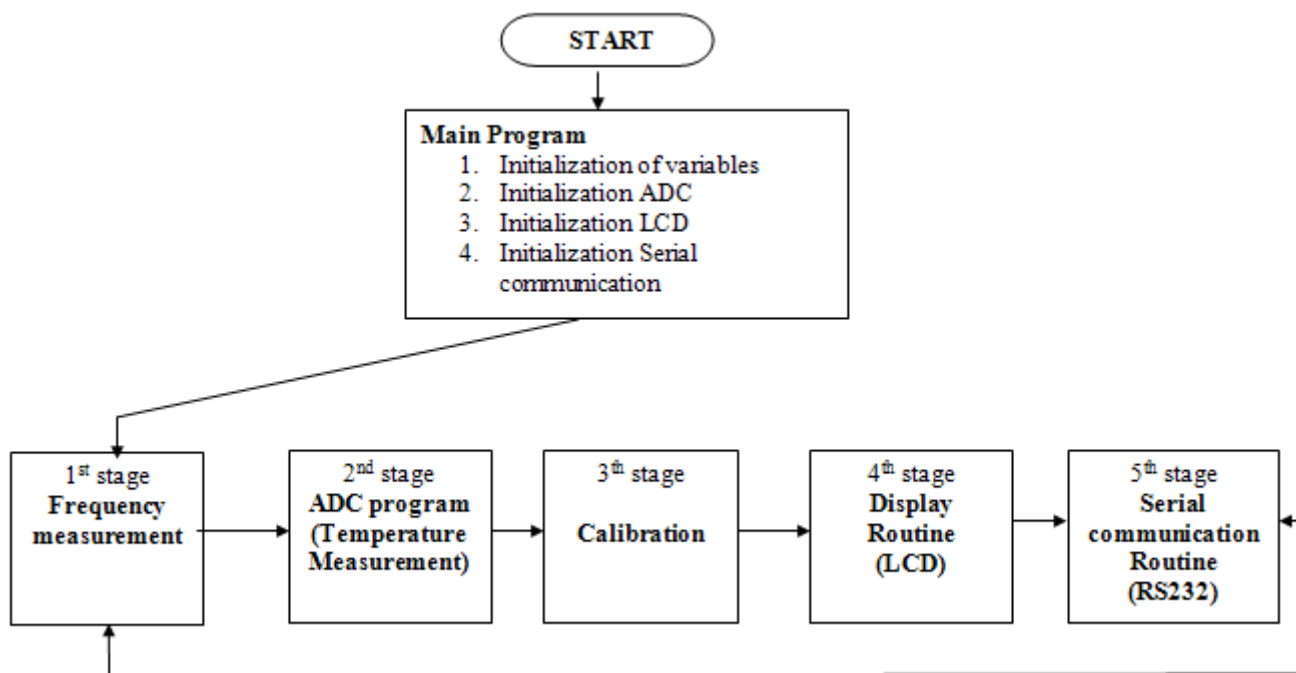 START
Main Program
1. Initialization of variables
2. Initialization ADC
3. Initialization LCD
4. Initialization Serial
communication
1st stage
Frequency
measurement
2nd stage
ADC program
(Temperature
Measurement)
3th stage
Calibration
4th stage
Display
Routine
(LCD)
5th stage
Serial
communication
Routine
(RS232)